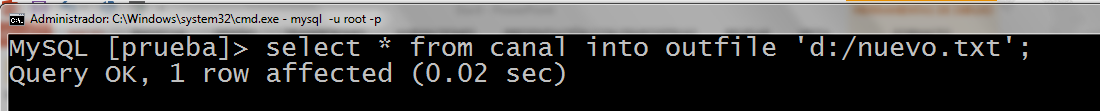 Administrador: C:\Windows\system32\cmd.exe - mysql -u root -p
MySQL [prueba]> select * from canal into outfile 'd:/nuevo.txt';
Query OK, 1 row affected (0.02 sec)